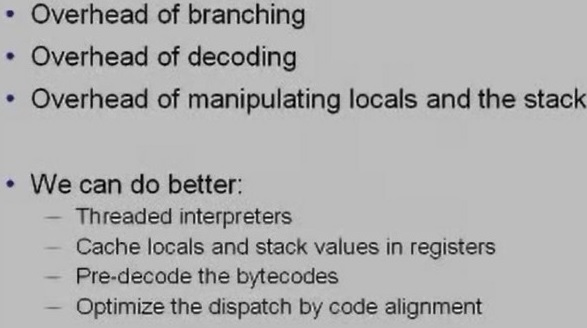 • Overhead of branching
• Overhead of decoding
• Overhead of manipulating locals and the stack
• We can do better:
– Threaded interpreters
– Cache locals and stack values in registers
– Pre-decode the bytecodes
– Optimize the dispatch by code alignment